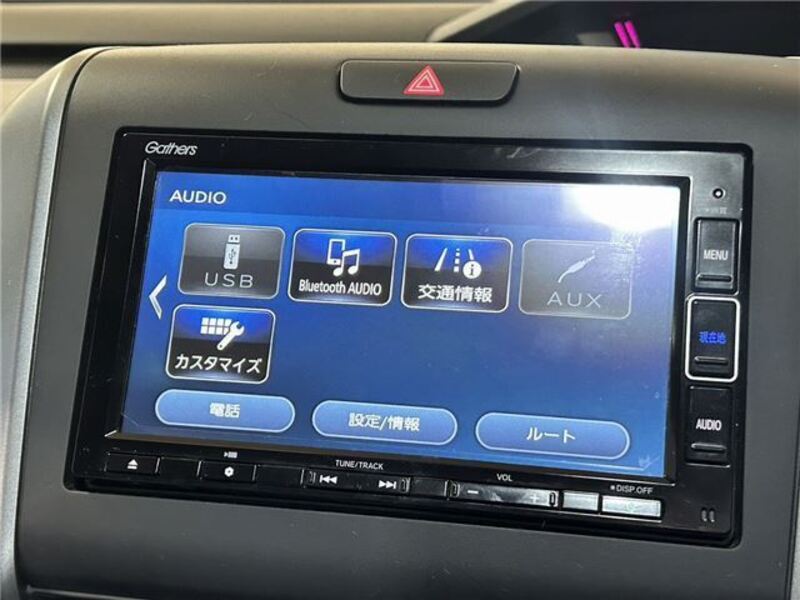 Gathers
AUDIO
USB
Bluetooth AUDIO
交通情報
AUX
カスタマイズ
電話
設定/情報
ルート
MENU
現在地
AUDIO
TUNE/TRACK
VOL
DISP.OFF